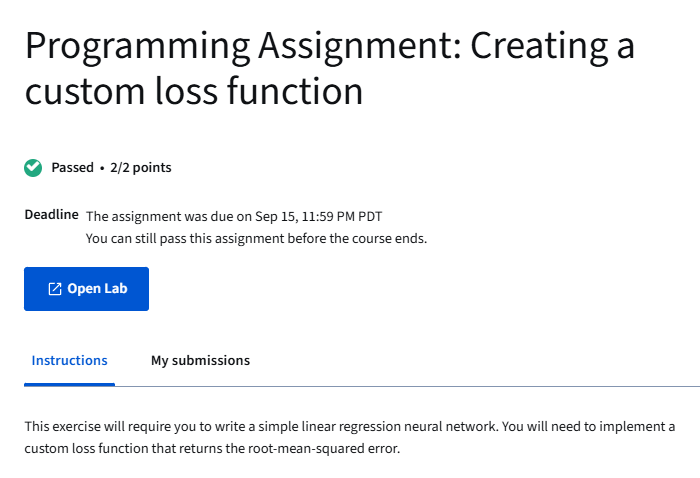 Programming Assignment: Creating a
custom loss function
Passed • 2/2 points
Deadline The assignment was due on Sep 15, 11:59 PM PDT
You can still pass this assignment before the course ends.
Open Lab
Instructions My submissions
This exercise will require you to write a simple linear regression neural network. You will need to implement a
custom loss function that returns the root-mean-squared error.